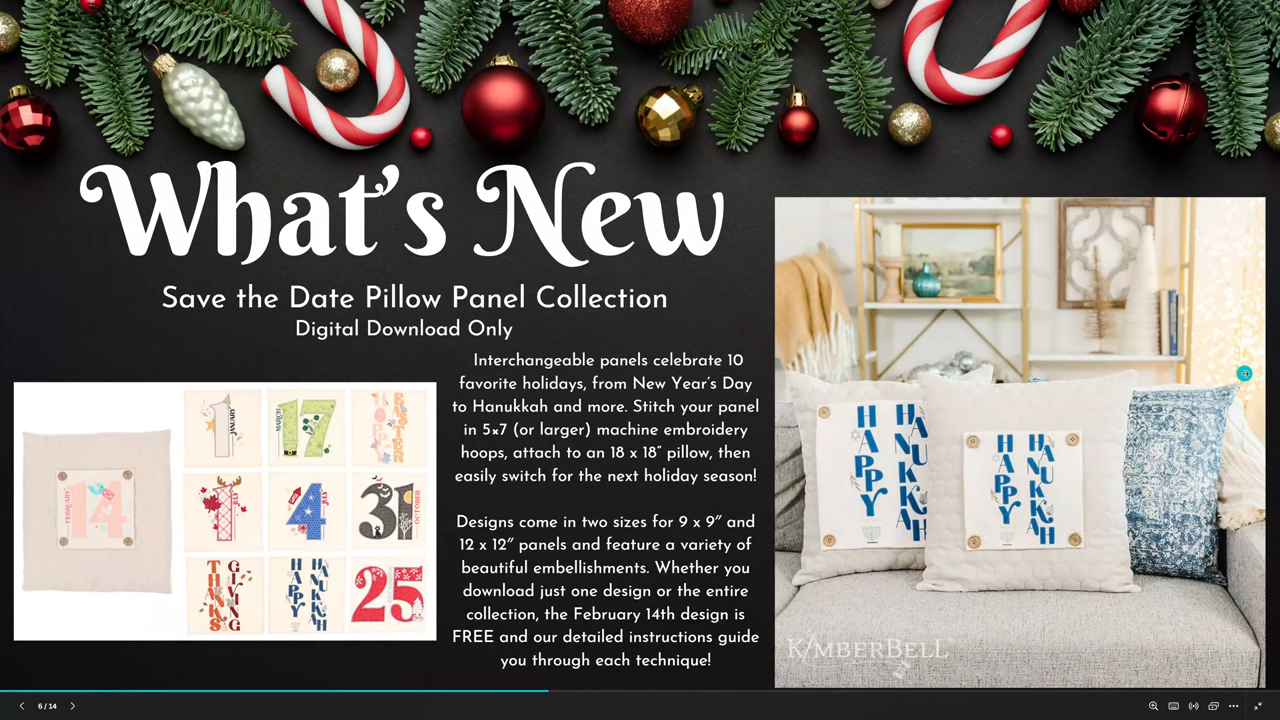 What's New
Save the Date Pillow Panel Collection
Digital Download Only
Interchangeable panels celebrate 10
favorite holidays, from New Year's Day
to Hanukkah and more. Stitch your panel
in 5x7 (or larger) machine embroidery
hoops, attach to an 18 x 18" pillow, then
easily switch for the next holiday season!
Designs come in two sizes for 9 x 9" and
12 x 12" panels and feature a variety of
beautiful embellishments. Whether you
download just one design or the entire
collection, the February 14th design is
FREE and our detailed instructions guide
you through each technique!
FEBRUARY 14
1 JANUARY
MARCH 17
1 JULY
4 JULY
31 OCTOBER
THANKS GIVING
HAPPY HANUKKAH
25
HAPPY HANUKKAH
HAPPY HANUKKAH
KIMBERBELL
6 / 14